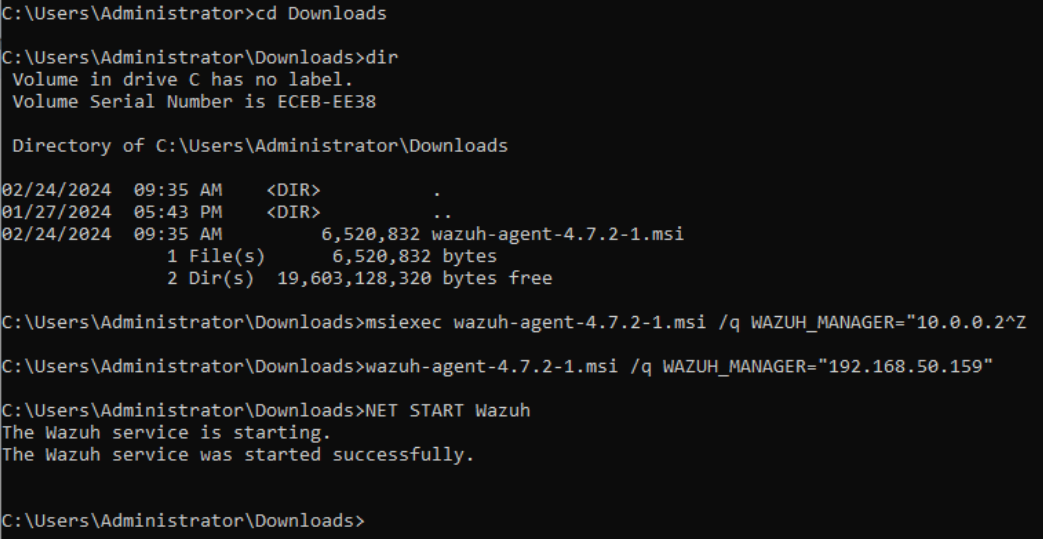 C:\Users\Administrator>cd Downloads
C:\Users\Administrator\Downloads>dir
 Volume in drive C has no label.
 Volume Serial Number is ECEB-EE38
 Directory of C:\Users\Administrator\Downloads
02/24/2024  09:35 AM    <DIR>          .
01/27/2024  05:43 PM    <DIR>          ..
02/24/2024  09:35 AM         6,520,832 wazuh-agent-4.7.2-1.msi
               1 File(s)      6,520,832 bytes
               2 Dir(s)  19,603,128,320 bytes free
C:\Users\Administrator\Downloads>msiexec wazuh-agent-4.7.2-1.msi /q WAZUH_MANAGER="10.0.0.2^Z
C:\Users\Administrator\Downloads>wazuh-agent-4.7.2-1.msi /q WAZUH_MANAGER="192.168.50.159"
C:\Users\Administrator\Downloads>NET START Wazuh
The Wazuh service is starting.
The Wazuh service was started successfully.
C:\Users\Administrator\Downloads>